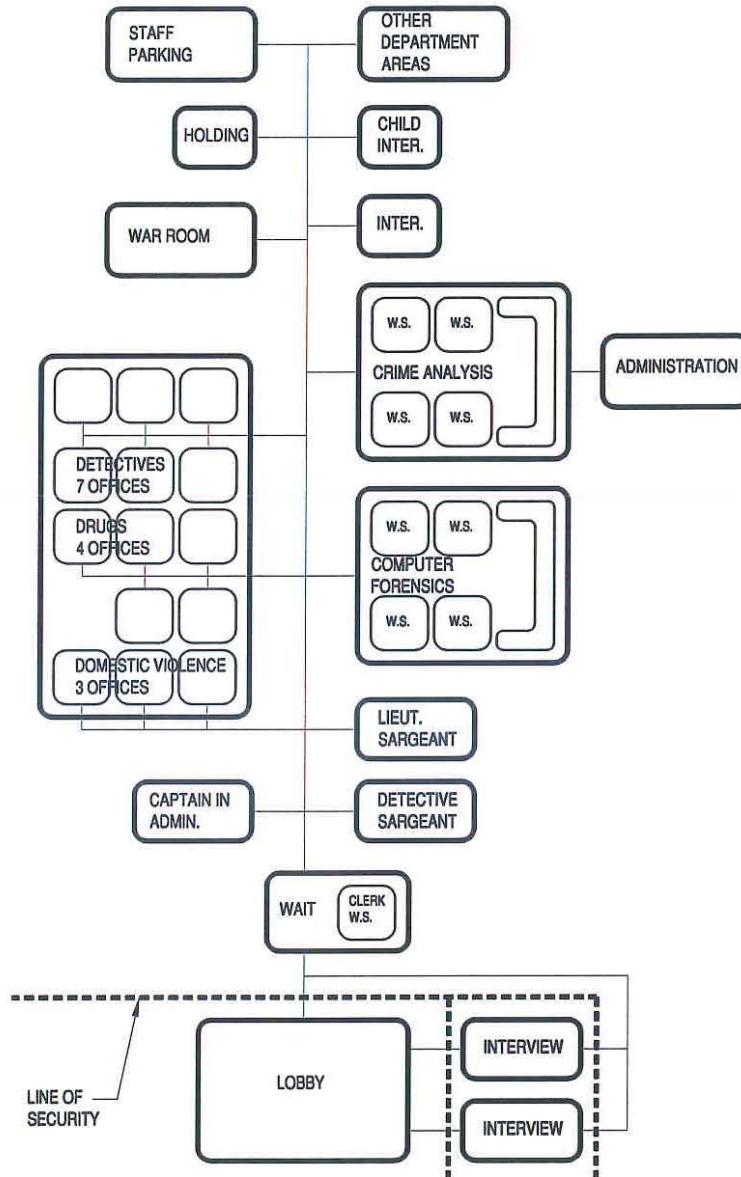 STAFF
PARKING
OTHER
DEPARTMENT
AREAS
HOLDING
CHILD
INTER.
WAR ROOM
INTER.
W.S.
W.S.
CRIME ANALYSIS
W.S.
W.S.
ADMINISTRATION
DETECTIVES
7 OFFICES
DRUGS
4 OFFICES
DOMESTIC VIOLENCE
3 OFFICES
W.S.
W.S.
COMPUTER
FORENSICS
W.S.
W.S.
LIEUT.
SARGEANT
CAPTAIN IN
ADMIN.
DETECTIVE
SARGEANT
WAIT
CLERK
W.S.
LOBBY
INTERVIEW
INTERVIEW
LINE OF
SECURITY